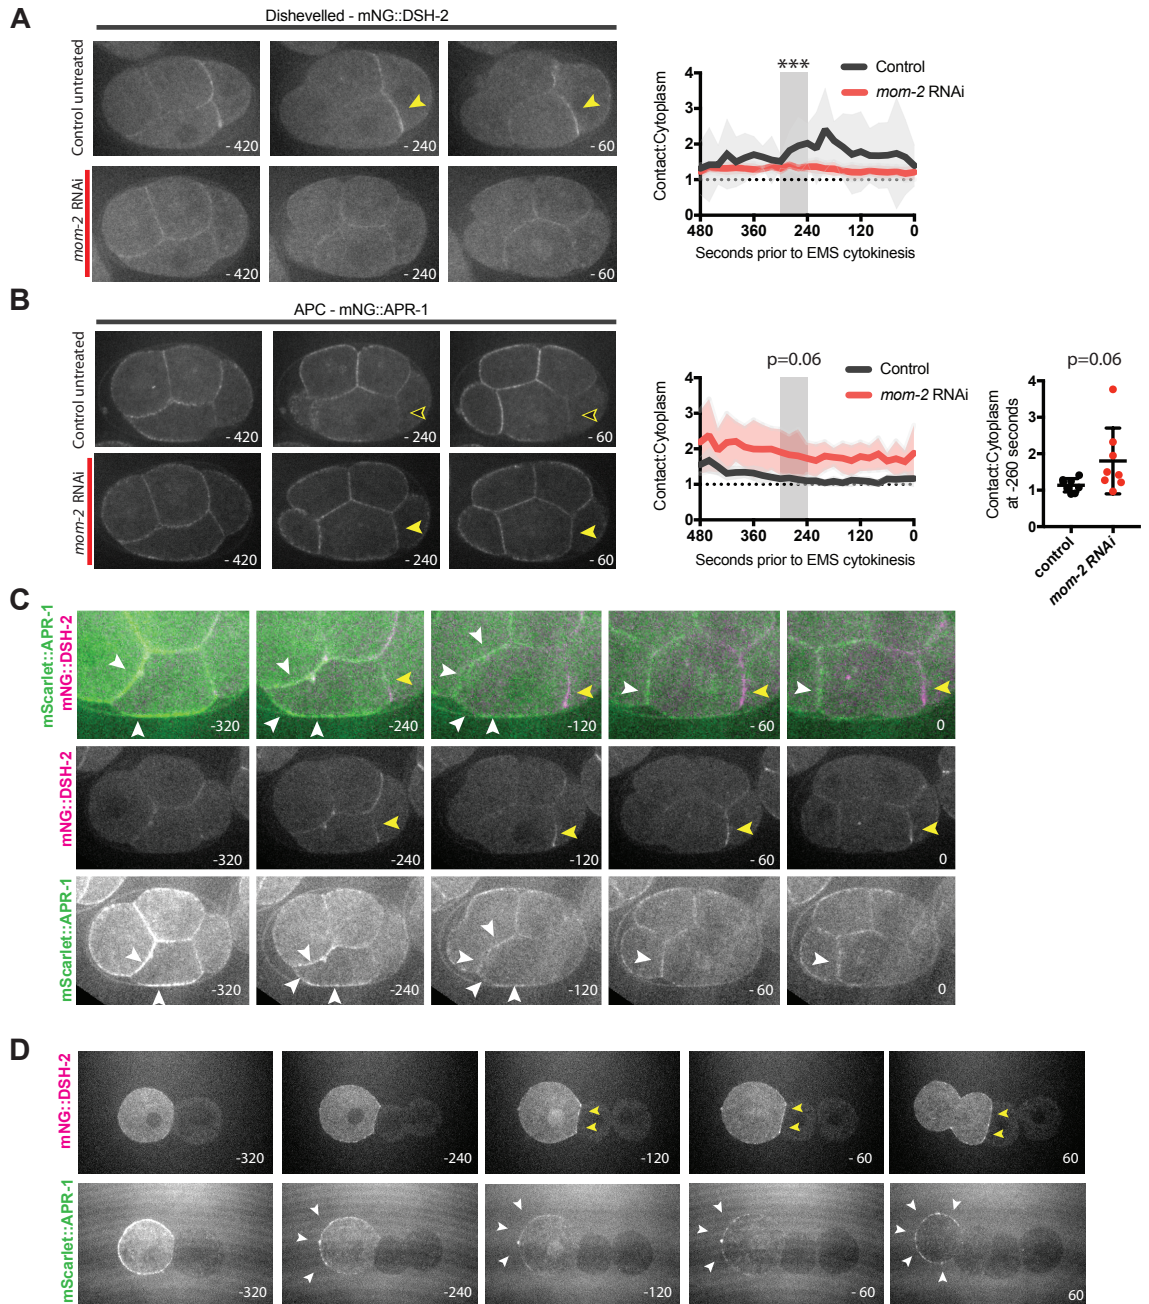 A
Dishevelled - mNG::DSH-2
Control untreated
- 420
- 240
- 60
mom-2 RNAi
- 420
- 240
- 60
***
Control
mom-2 RNAi
Contact:Cytoplasm
4
3
2
1
0
480 360 240 120 0
Seconds prior to EMS cytokinesis
B
APC - mNG::APR-1
Control untreated
- 420
- 240
- 60
mom-2 RNAi
- 420
- 240
- 60
p=0.06
Control
mom-2 RNAi
Contact:Cytoplasm
4
3
2
1
0
480 360 240 120 0
Seconds prior to EMS cytokinesis
p=0.06
Contact:Cytoplasm
at -260 seconds
4
3
2
1
0
control
mom-2 RNAi
C
mScarlet::APR-1
mNG::DSH-2
-320
-240
-120
- 60
0
mNG::DSH-2
-320
-240
-120
- 60
0
mScarlet::APR-1
-320
-240
-120
- 60
0
D
mNG::DSH-2
-320
-240
-120
- 60
60
mScarlet::APR-1
-320
-240
-120
- 60
60